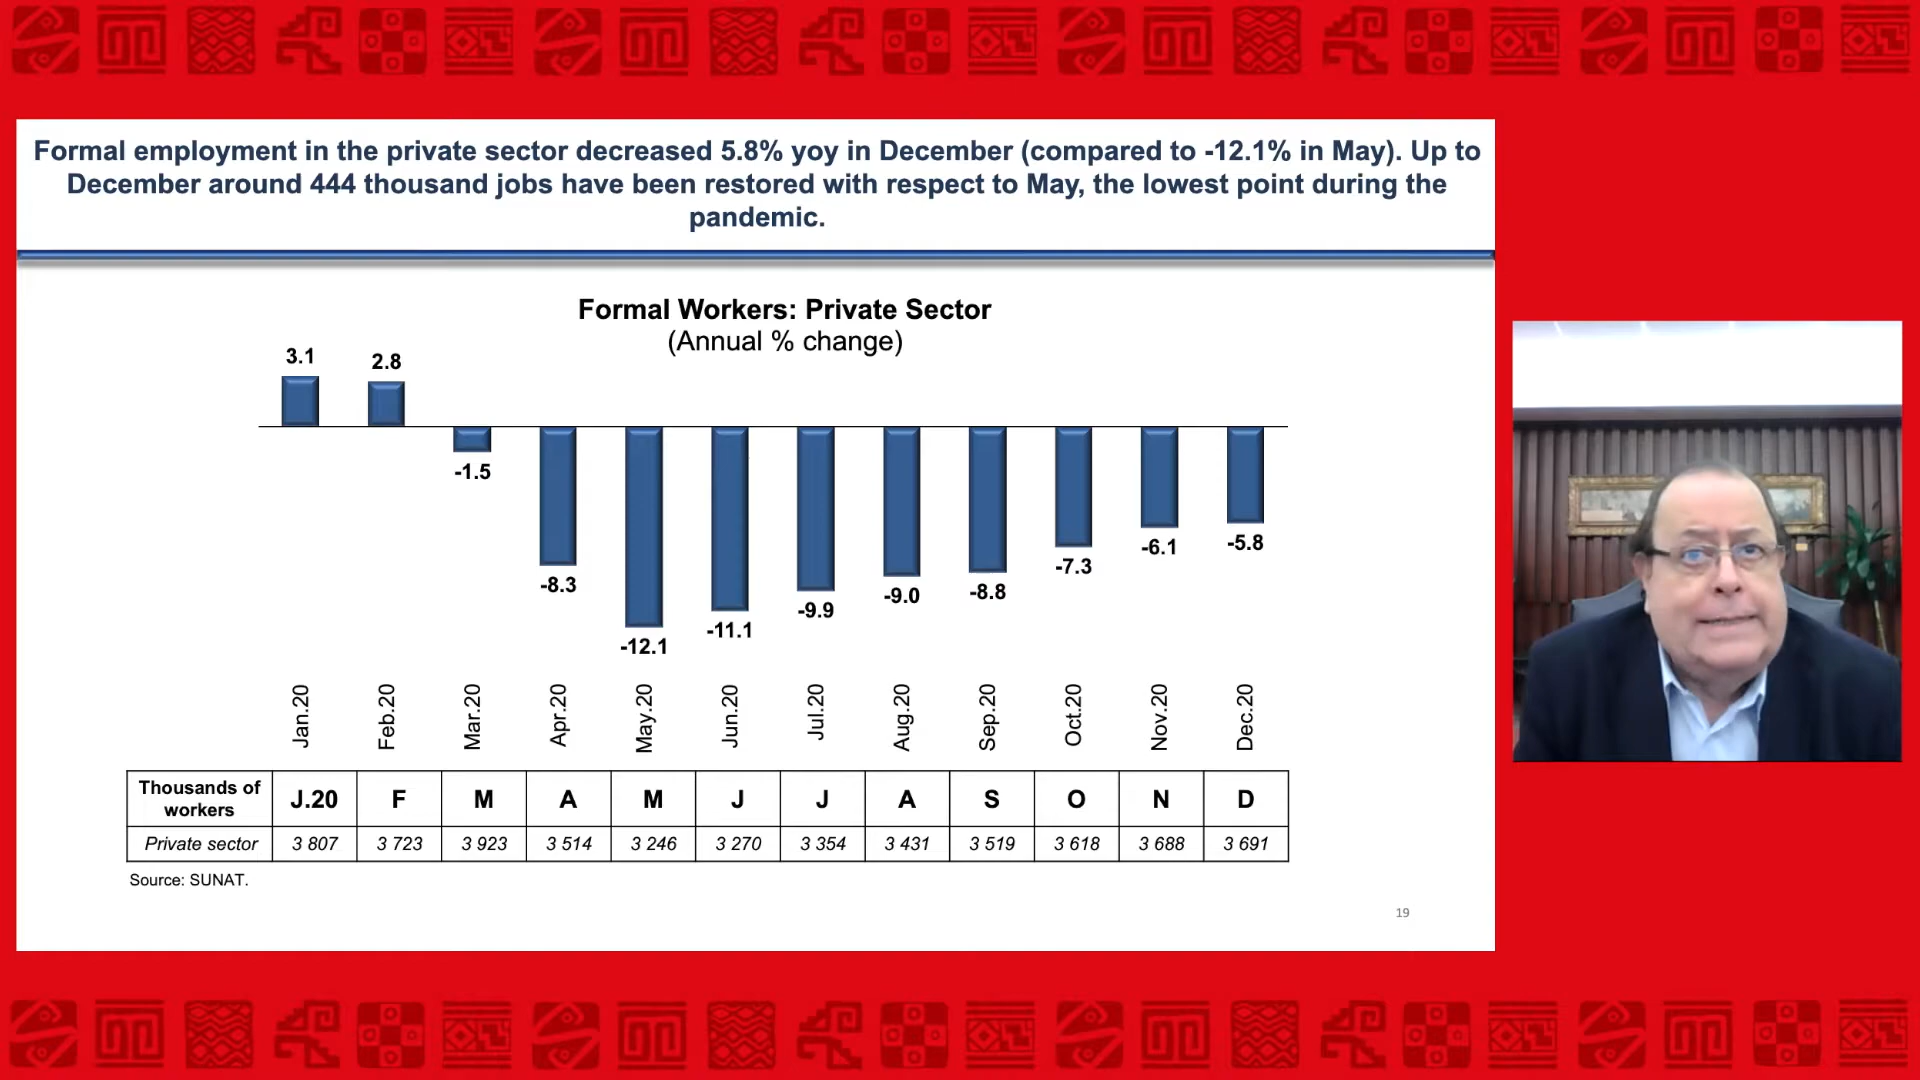 Formal employment in the private sector decreased 5.8% yoy in December (compared to -12.1% in May). Up to
December around 444 thousand jobs have been restored with respect to May, the lowest point during the
pandemic.
Formal Workers: Private Sector
(Annual % change)
3.1
2.8
-1.5
-8.3
-12.1
-11.1
-9.9
-9.0
-8.8
-7.3
-6.1
-5.8
Jan.20
Feb.20
Mar.20
Apr.20
May.20
Jun.20
Jul.20
Aug.20
Sep.20
Oct.20
Nov.20
Dec.20
Thousands of
workers
J.20 F M A M J J A S O N D
Private sector 3 807 3 723 3 923 3 514 3 246 3 270 3 354 3 431 3 519 3 618 3 688 3 691
Source: SUNAT.
19